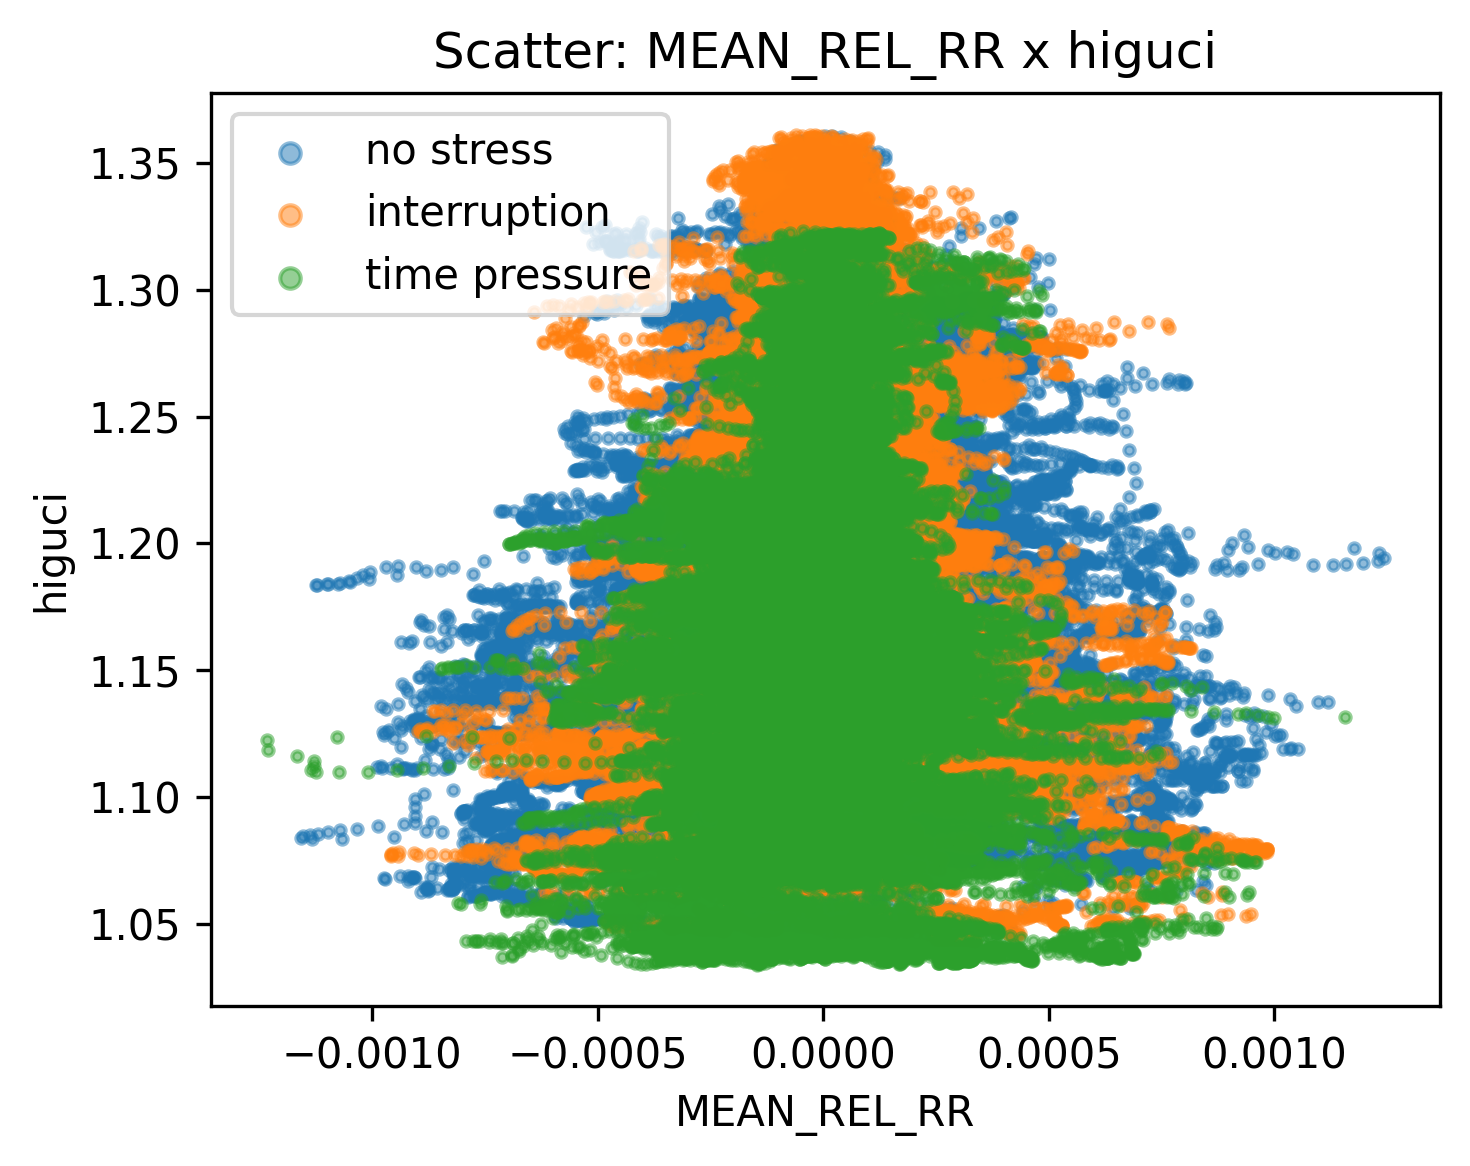 Scatter: MEAN_REL_RR x higuci
no stress
interruption
time pressure
higuci
1.35
1.30
1.25
1.20
1.15
1.10
1.05
−0.0010
−0.0005
0.0000
0.0005
0.0010
MEAN_REL_RR